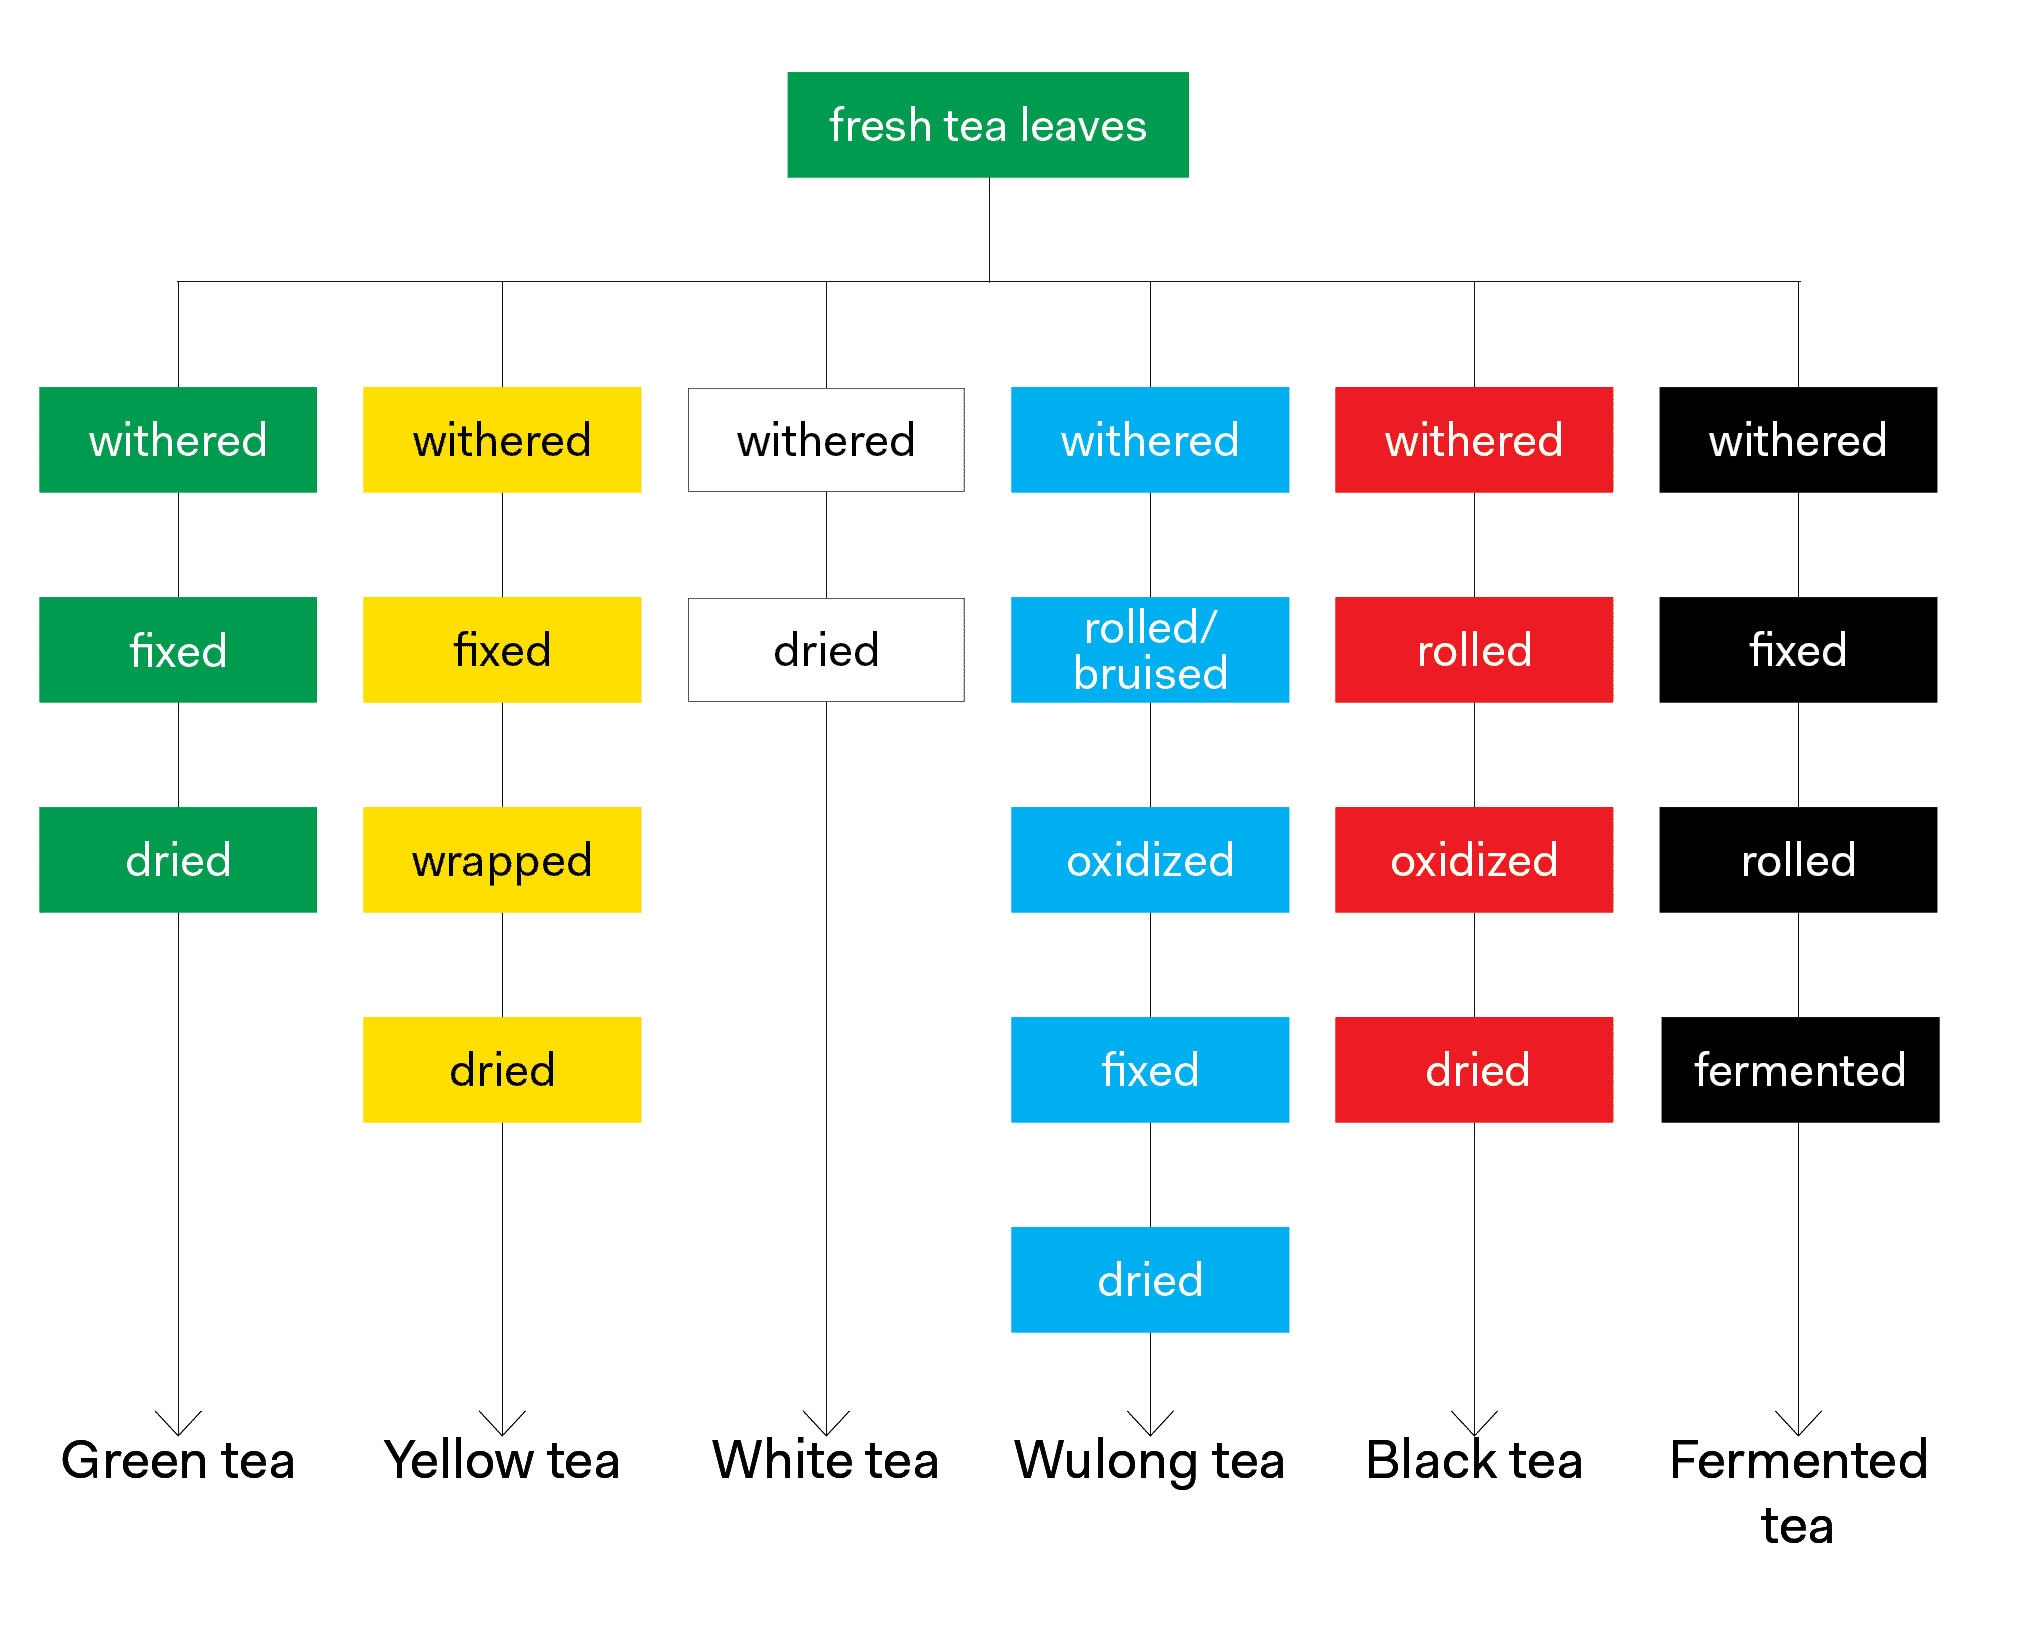 fresh tea leaves
withered
withered
withered
withered
withered
withered
fixed
fixed
dried
rolled/
bruised
rolled
fixed
dried
wrapped
oxidized
oxidized
rolled
dried
fixed
dried
fermented
dried
Green tea
Yellow tea
White tea
Wulong tea
Black tea
Fermented
tea